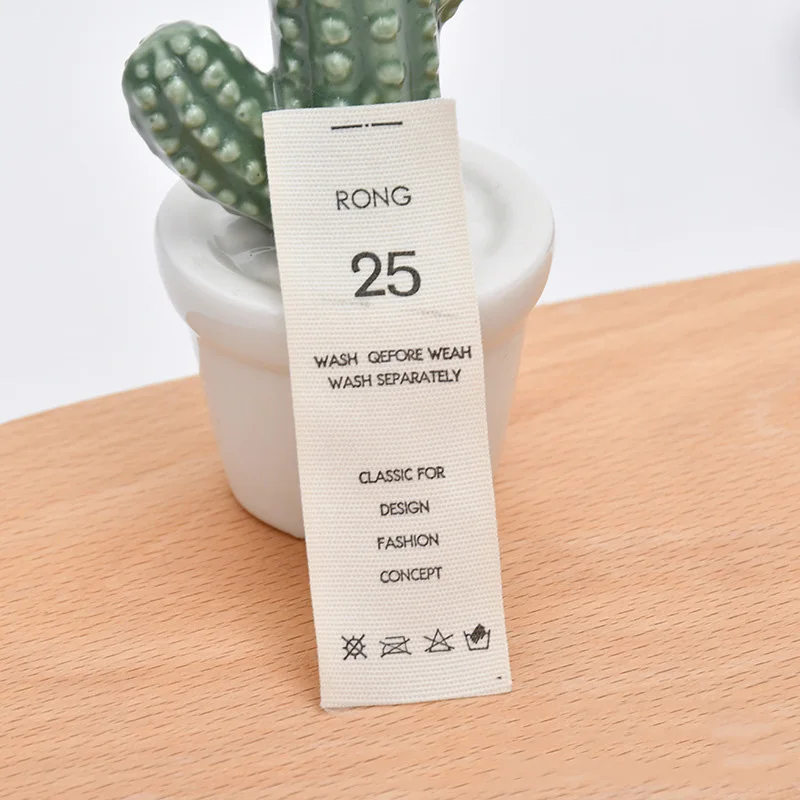 RONG
25
WASH QEFORE WEAH
WASH SEPARATELY
CLASSIC FOR
DESIGN
FASHION
CONCEPT